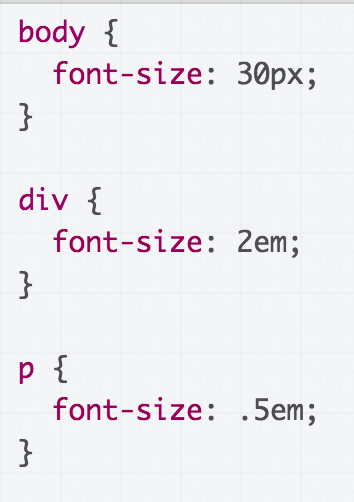 body {
  font-size: 30px;
}

div {
  font-size: 2em;
}

p {
  font-size: .5em;
}